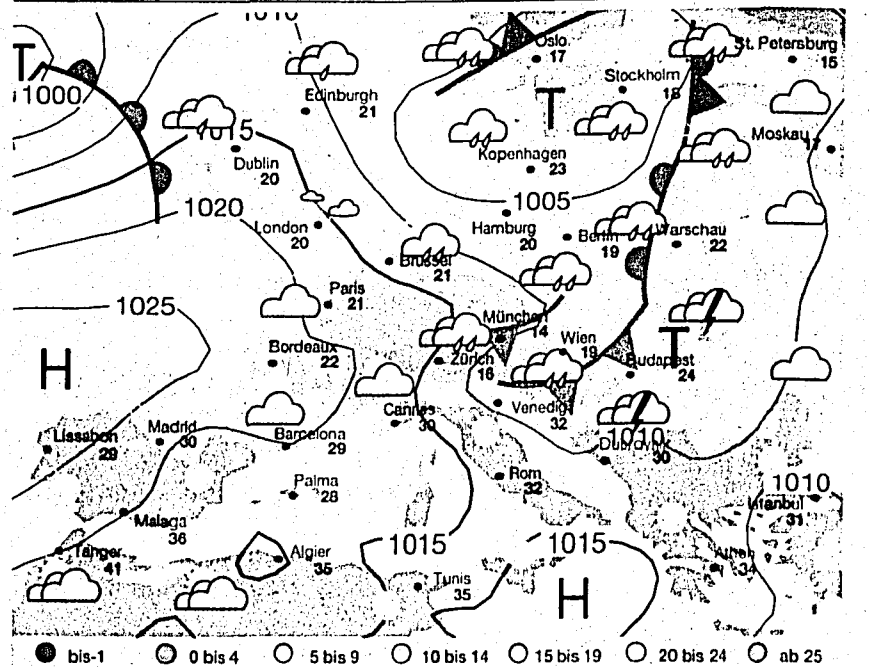 1010
T
Oslo
17
St. Petersburg
15
1000
Stockholm
18
T
Edinburgh
21
1015
Moskau
Dublin
20
Kopenhagen
23
1005
1020
London
20
Hamburg
20
Berlin
19
Warschau
22
Brüssel
21
Paris
21
1025
München
14
Wien
19
T
Bordeaux
22
Zürich
16
Budapest
24
H
Cannes
30
Venedig
32
Lissabon
29
Madrid
30
Barcelona
29
1010
Dubrovnik
30
Palma
28
Rom
32
1010
Istanbul
31
Malaga
36
Tanger
41
Algier
35
1015
1015
Athen
34
Tunis
35
H
bis-1 0 bis 4 5 bis 9 10 bis 14 15 bis 19 20 bis 24 ab 25